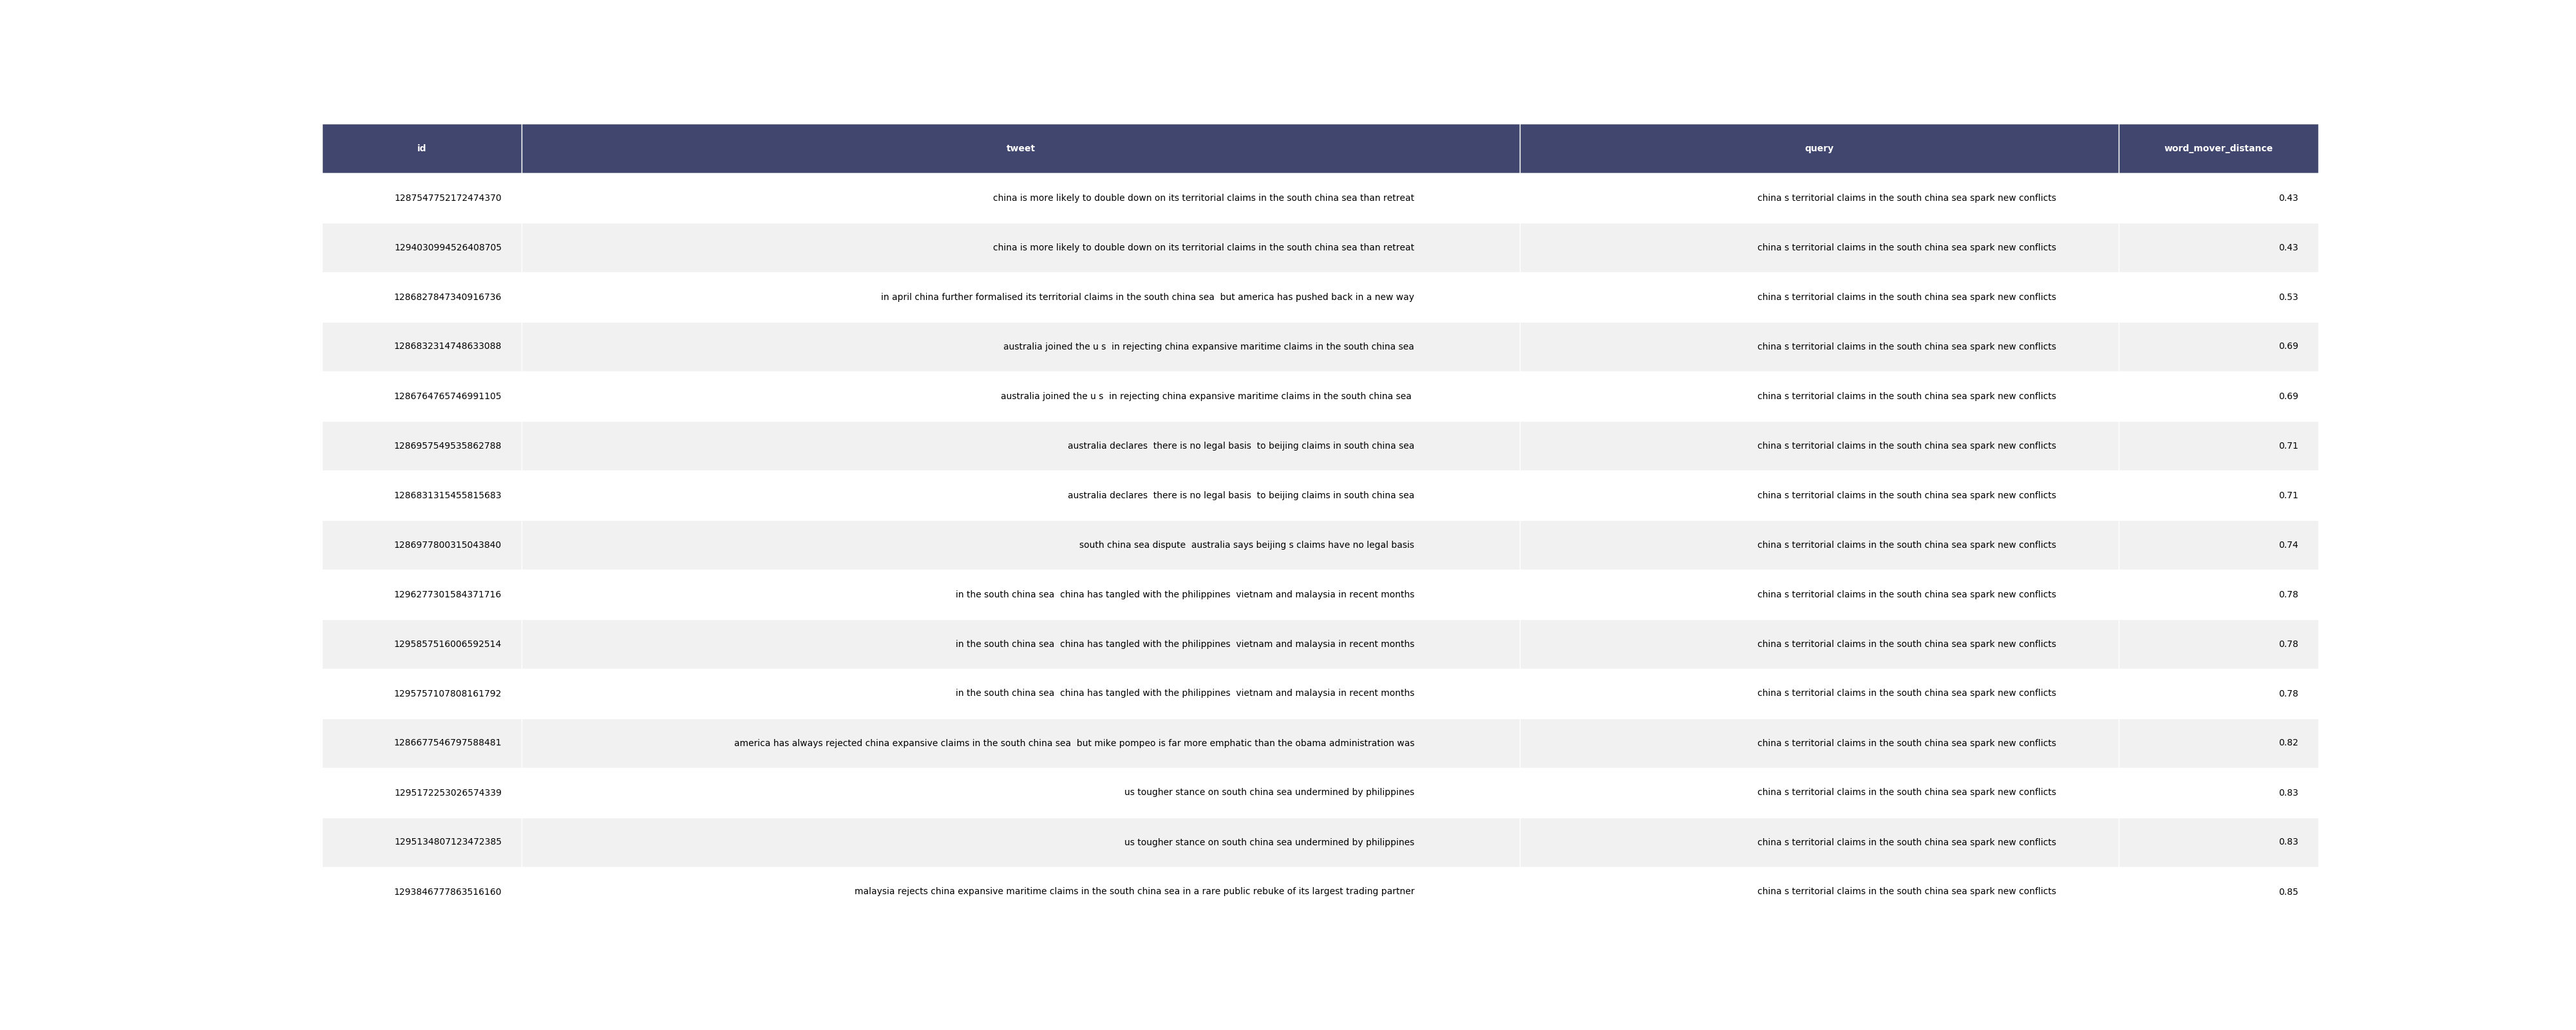 id tweet query word_mover_distance
1287547752172474370 china is more likely to double down on its territorial claims in the south china sea than retreat china s territorial claims in the south china sea spark new conflicts 0.43
1294030994526408705 china is more likely to double down on its territorial claims in the south china sea than retreat china s territorial claims in the south china sea spark new conflicts 0.43
1286827847340916736 in april china further formalised its territorial claims in the south china sea  but america has pushed back in a new way china s territorial claims in the south china sea spark new conflicts 0.53
1286832314748633088 australia joined the u s  in rejecting china expansive maritime claims in the south china sea china s territorial claims in the south china sea spark new conflicts 0.69
1286764765746991105 australia joined the u s  in rejecting china expansive maritime claims in the south china sea china s territorial claims in the south china sea spark new conflicts 0.69
1286957549535862788 australia declares  there is no legal basis  to beijing claims in south china sea china s territorial claims in the south china sea spark new conflicts 0.71
1286831315455815683 australia declares  there is no legal basis  to beijing claims in south china sea china s territorial claims in the south china sea spark new conflicts 0.71
1286977800315043840 south china sea dispute  australia says beijing s claims have no legal basis china s territorial claims in the south china sea spark new conflicts 0.74
1296277301584371716 in the south china sea  china has tangled with the philippines  vietnam and malaysia in recent months china s territorial claims in the south china sea spark new conflicts 0.78
1295857516006592514 in the south china sea  china has tangled with the philippines  vietnam and malaysia in recent months china s territorial claims in the south china sea spark new conflicts 0.78
1295757107808161792 in the south china sea  china has tangled with the philippines  vietnam and malaysia in recent months china s territorial claims in the south china sea spark new conflicts 0.78
1286677546797588481 america has always rejected china expansive claims in the south china sea  but mike pompeo is far more emphatic than the obama administration was china s territorial claims in the south china sea spark new conflicts 0.82
1295172253026574339 us tougher stance on south china sea undermined by philippines china s territorial claims in the south china sea spark new conflicts 0.83
1295134807123472385 us tougher stance on south china sea undermined by philippines china s territorial claims in the south china sea spark new conflicts 0.83
1293846777863516160 malaysia rejects china expansive maritime claims in the south china sea in a rare public rebuke of its largest trading partner china s territorial claims in the south china sea spark new conflicts 0.85